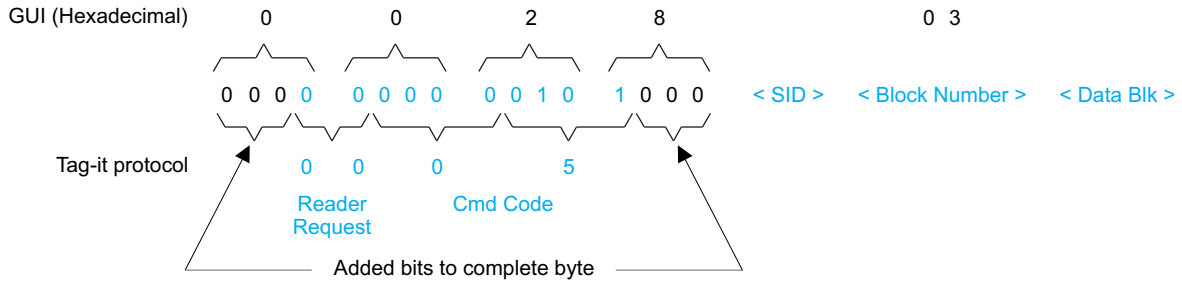 GUI (Hexadecimal) 0 0 2 8 0 3
0 0 0 0 0 0 0 0 0 0 1 0 1 0 0 0 < SID > < Block Number > < Data Blk >
Tag-it protocol 0 0 0 5
Reader Cmd Code
Request
Added bits to complete byte